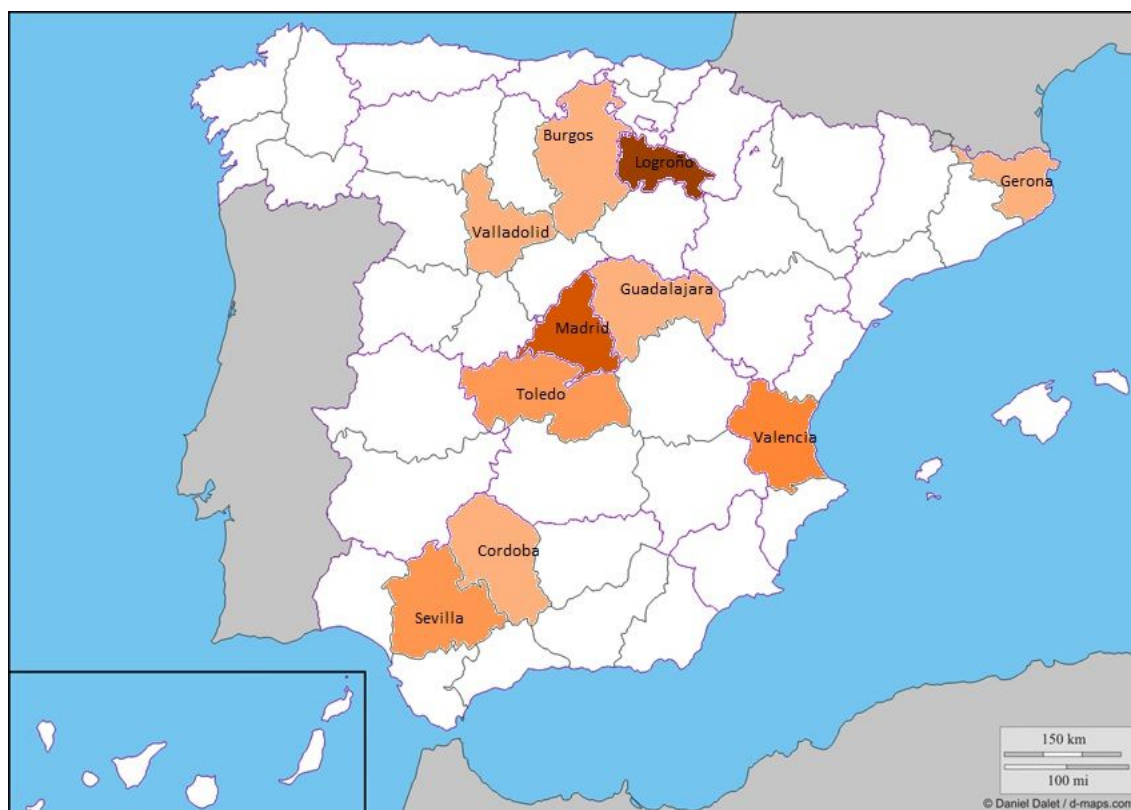 Burgos
Logroño
Gerona
Valladolid
Guadalajara
Madrid
Toledo
Valencia
Cordoba
Sevilla
150 km
100 mi
© Daniel Dalet / d-maps.com